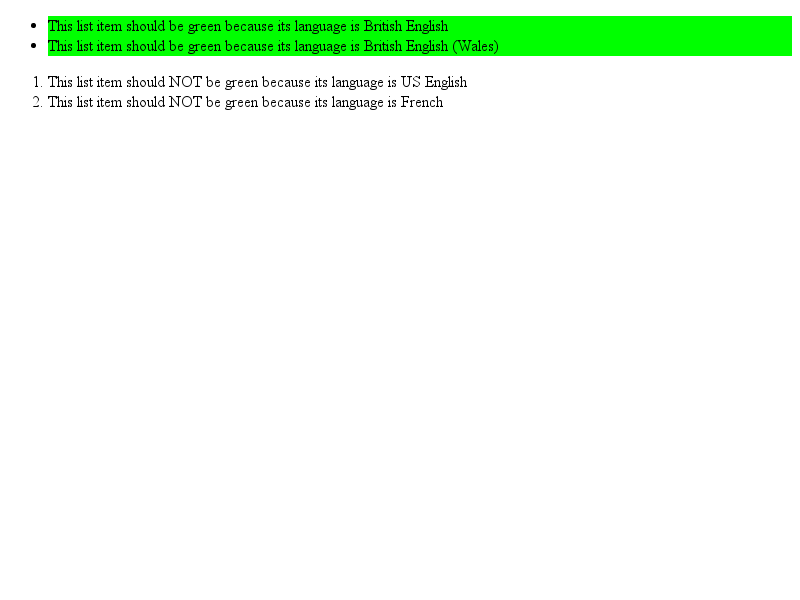 • This list item should be green because its language is British English
• This list item should be green because its language is British English (Wales)
1. This list item should NOT be green because its language is US English
2. This list item should NOT be green because its language is French